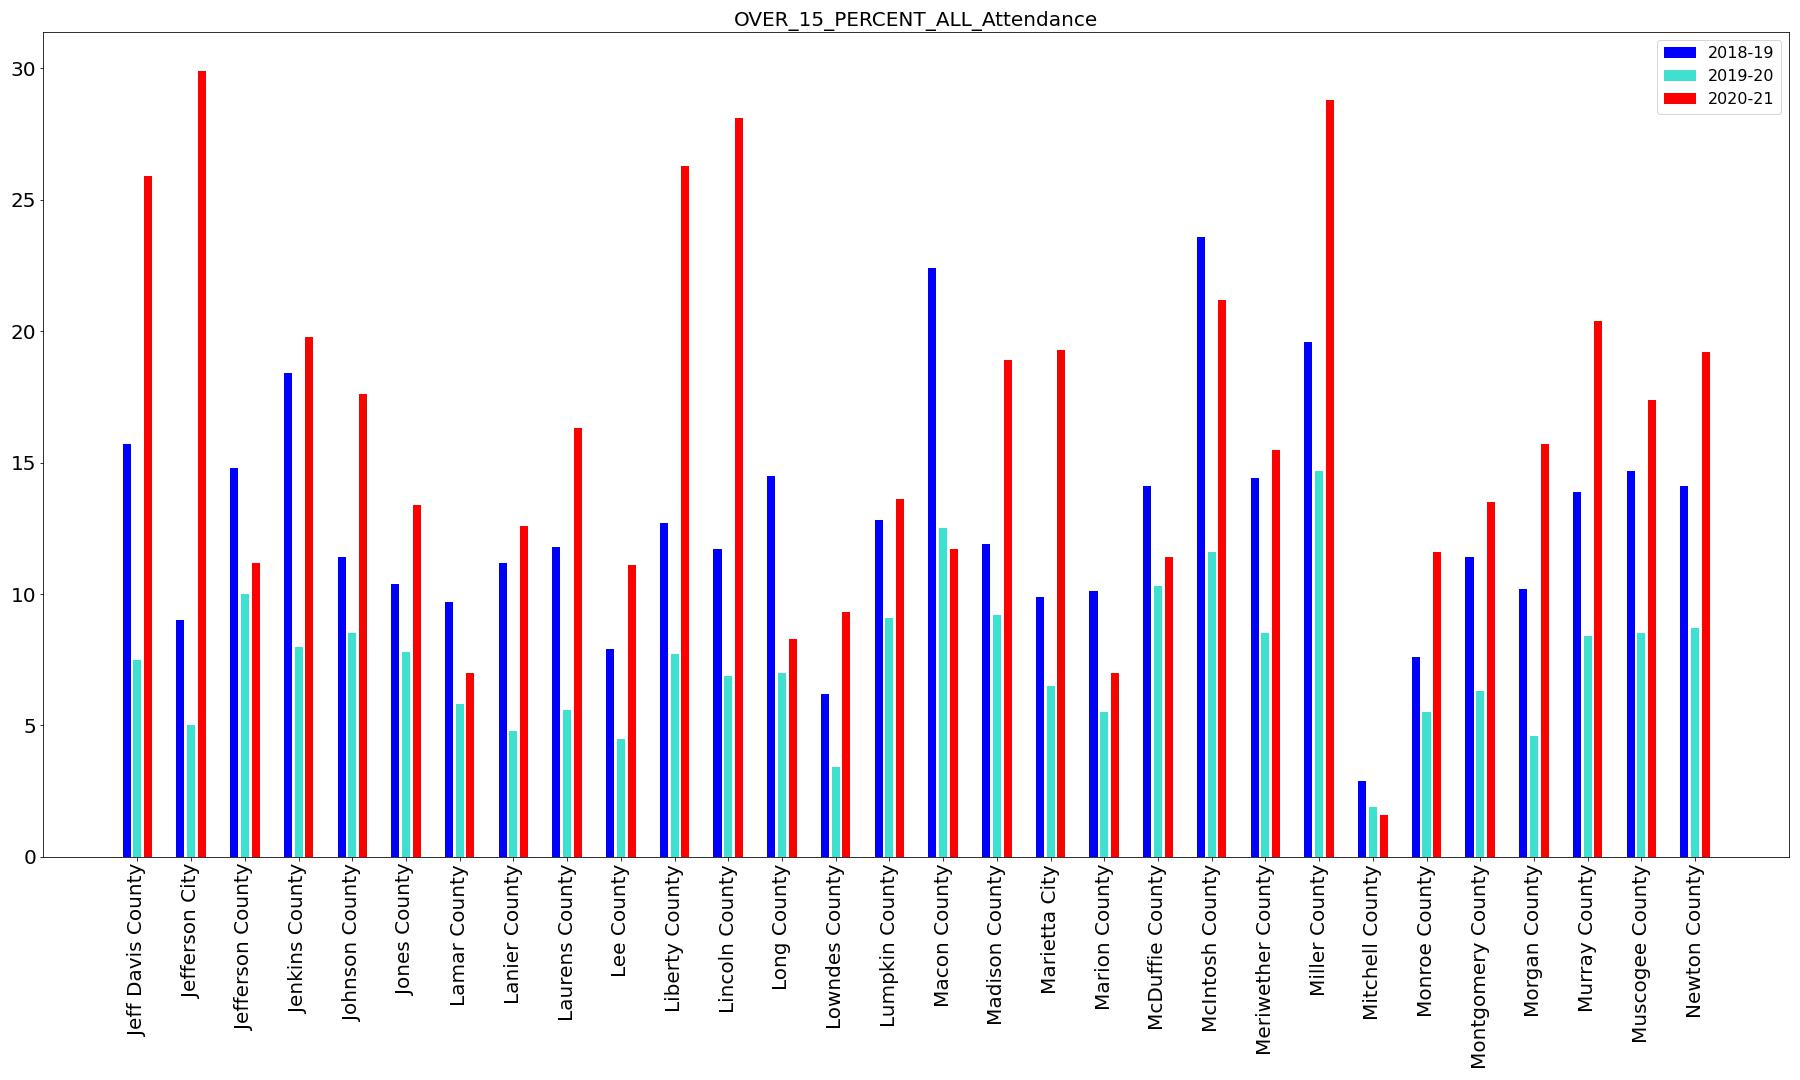 OVER_15_PERCENT_ALL_Attendance
2018-19
2019-20
2020-21
30
25
20
15
10
5
0
Jeff Davis County
Jefferson City
Jefferson County
Jenkins County
Johnson County
Jones County
Lamar County
Lanier County
Laurens County
Lee County
Liberty County
Lincoln County
Long County
Lowndes County
Lumpkin County
Macon County
Madison County
Marietta City
Marion County
McDuffie County
McIntosh County
Meriwether County
Miller County
Mitchell County
Monroe County
Montgomery County
Morgan County
Murray County
Muscogee County
Newton County